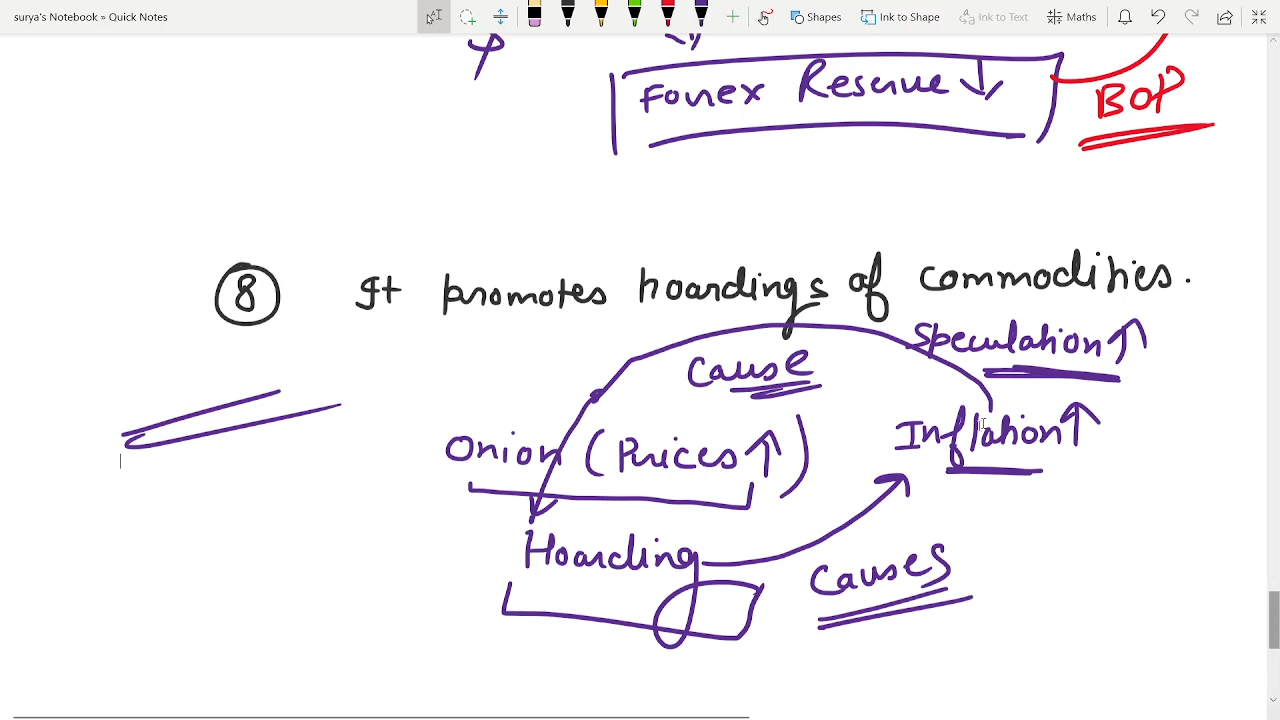 surya's Notebook » Quick Notes
Shapes
Ink to Shape
Ink to Text
Maths
Forex Reserve ↓
BOP
8 It promotes hoardings of commodities.
Speculation ↑
Cause
Inflation ↑
Onion (Prices ↑)
Hoarding
Causes